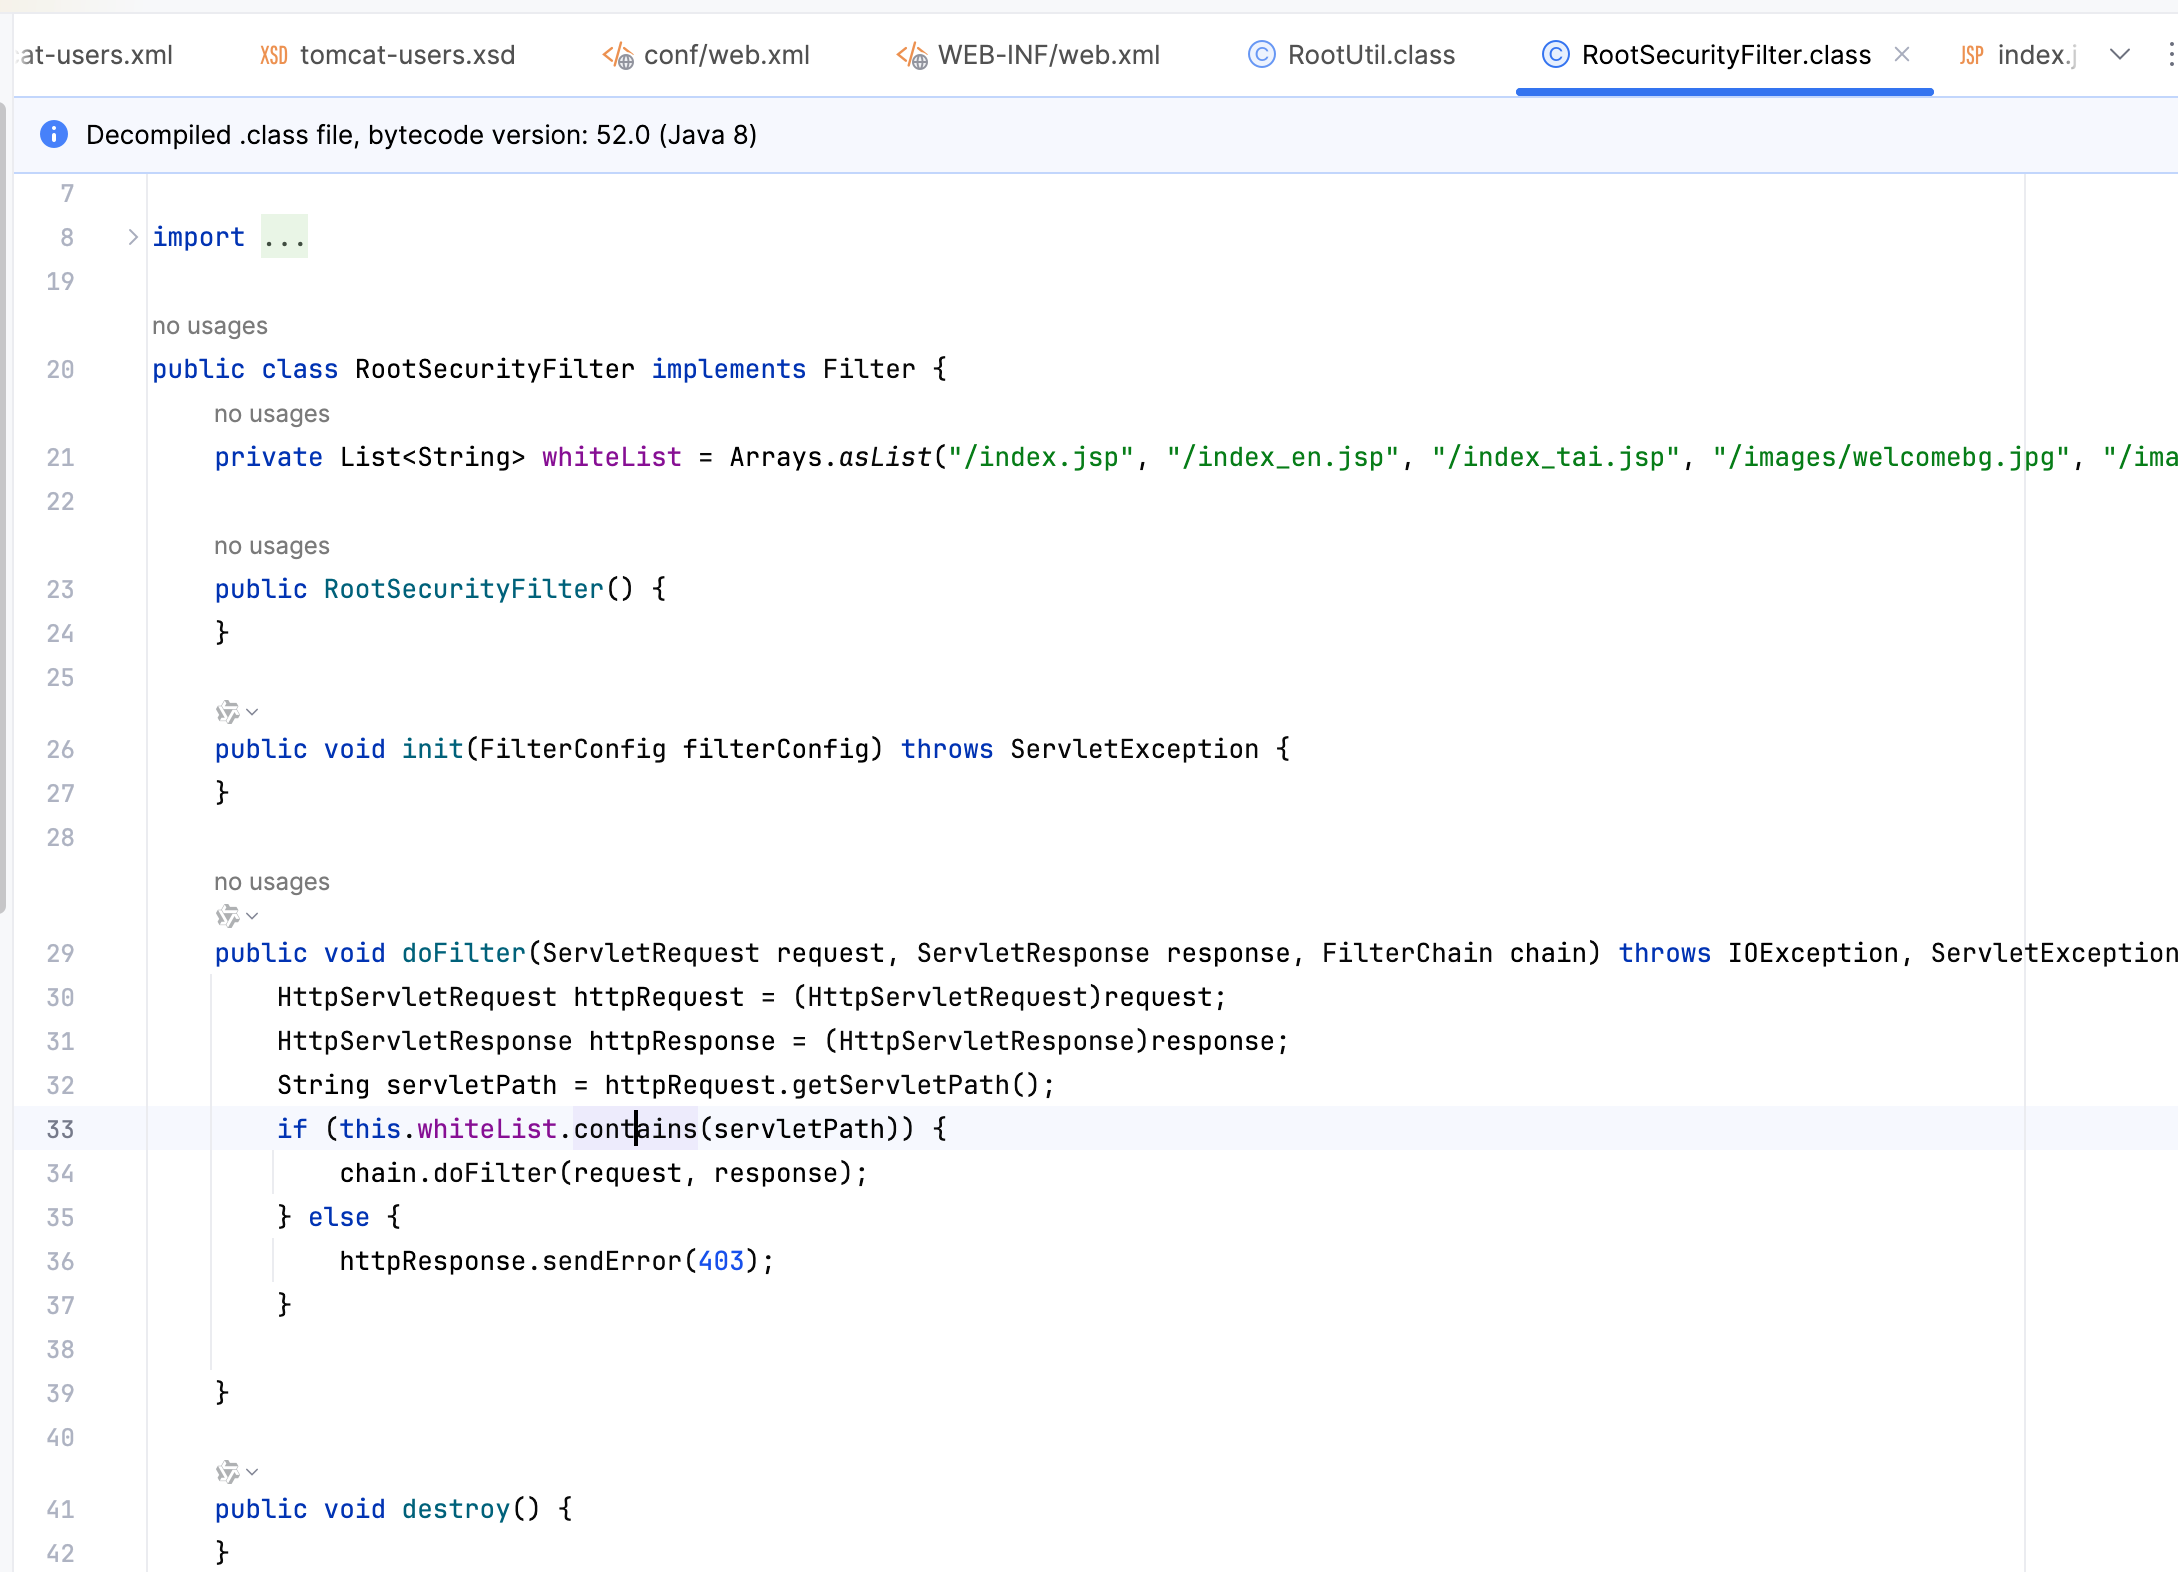 at-users.xml XSD tomcat-users.xsd conf/web.xml WEB-INF/web.xml RootUtil.class RootSecurityFilter.class JSP index.j
Decompiled .class file, bytecode version: 52.0 (Java 8)
7
8 import ...
19
no usages
20 public class RootSecurityFilter implements Filter {
no usages
21 private List<String> whiteList = Arrays.asList("/index.jsp", "/index_en.jsp", "/index_tai.jsp", "/images/welcomebg.jpg", "/ima
22
no usages
23 public RootSecurityFilter() {
24 }
25
26 public void init(FilterConfig filterConfig) throws ServletException {
27 }
28
no usages
29 public void doFilter(ServletRequest request, ServletResponse response, FilterChain chain) throws IOException, ServletException
30 HttpServletRequest httpRequest = (HttpServletRequest)request;
31 HttpServletResponse httpResponse = (HttpServletResponse)response;
32 String servletPath = httpRequest.getServletPath();
33 if (this.whiteList.contains(servletPath)) {
34 chain.doFilter(request, response);
35 } else {
36 httpResponse.sendError(403);
37 }
38
39 }
40
41 public void destroy() {
42 }